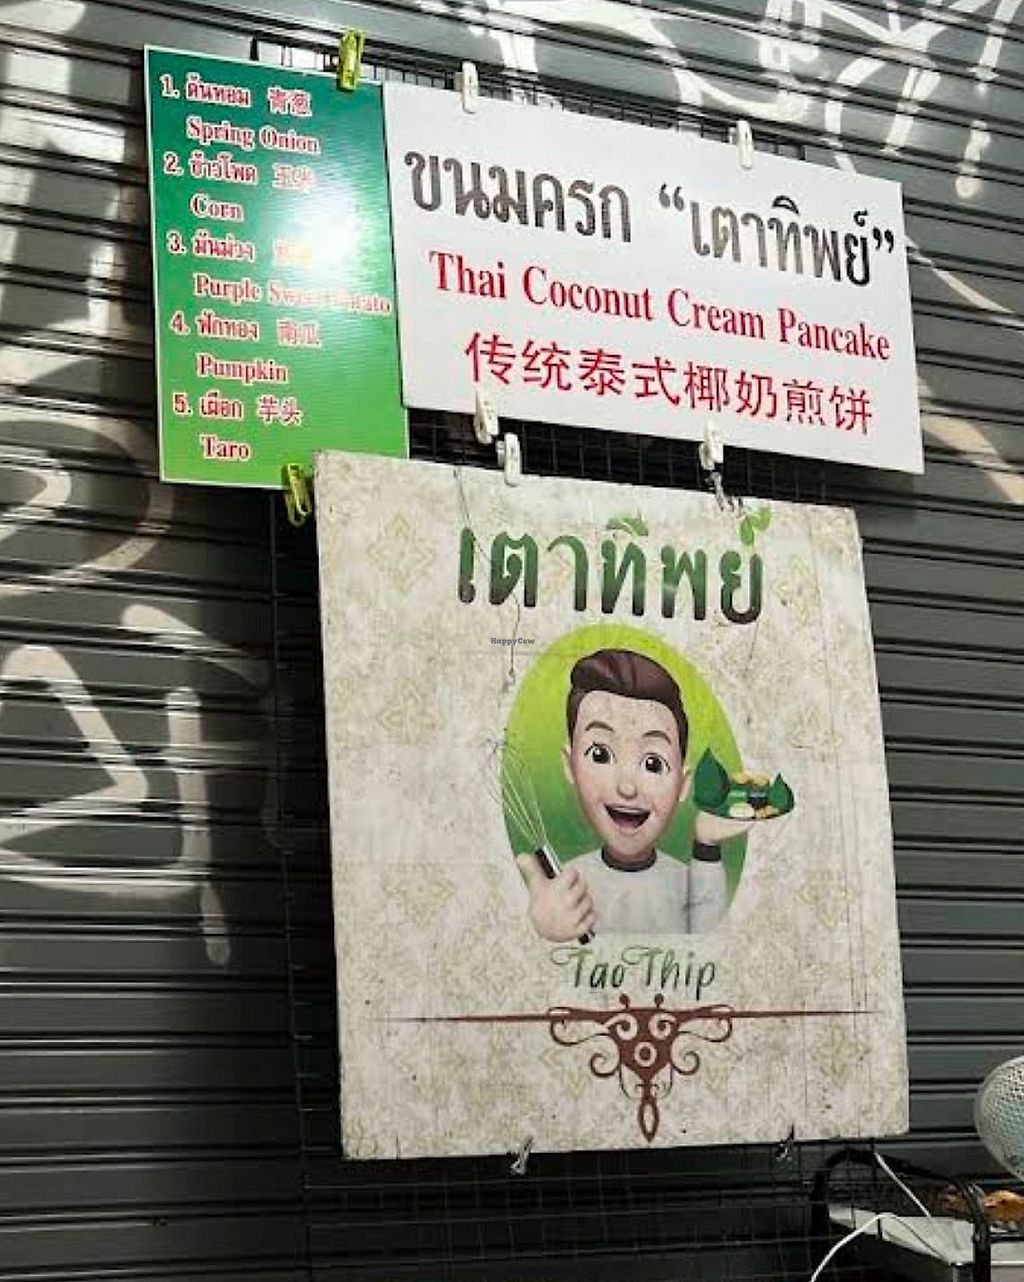 1. ต้นหอม 青葱
Spring Onion
2. ข้าวโพด 玉米
Corn
3. มันม่วง
Purple Sweet Potato
4. ฟักทอง 南瓜
Pumpkin
5. เผือก 芋头
Taro
ขนมครก “เตาทิพย์”
Thai Coconut Cream Pancake
传统泰式椰奶煎饼
เตาทิพย์
HappyCow
Tao Thip